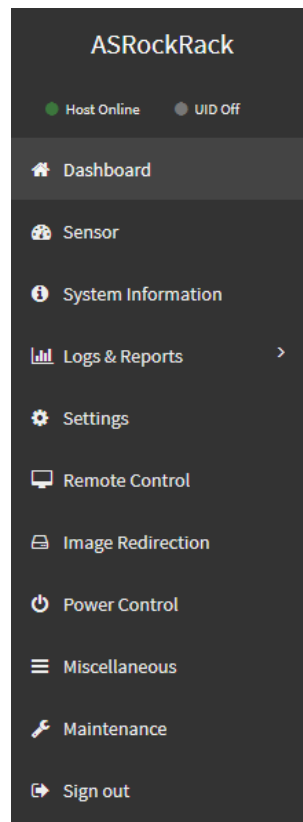 ASRockRack
Host Online UID Off
Dashboard
Sensor
System Information
Logs & Reports
Settings
Remote Control
Image Redirection
Power Control
Miscellaneous
Maintenance
Sign out